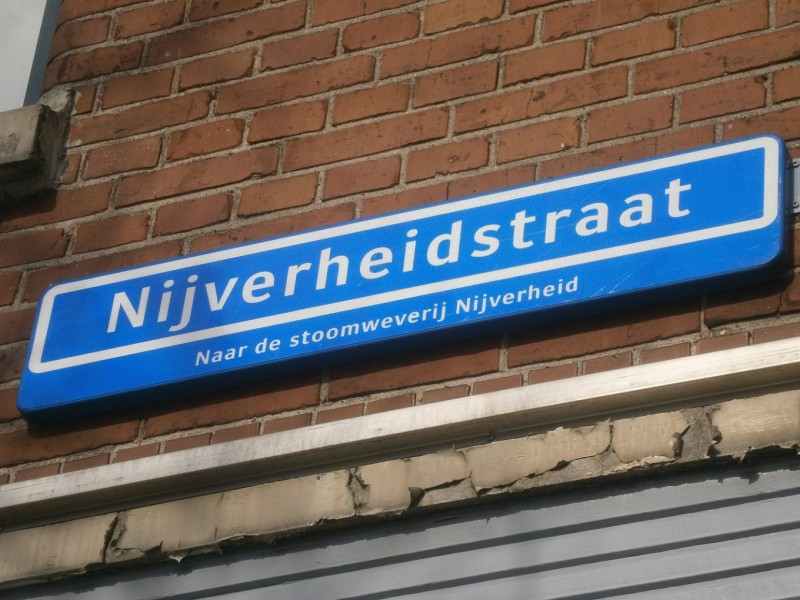 Nijverheidstraat
Naar de stoomweverij Nijverheid